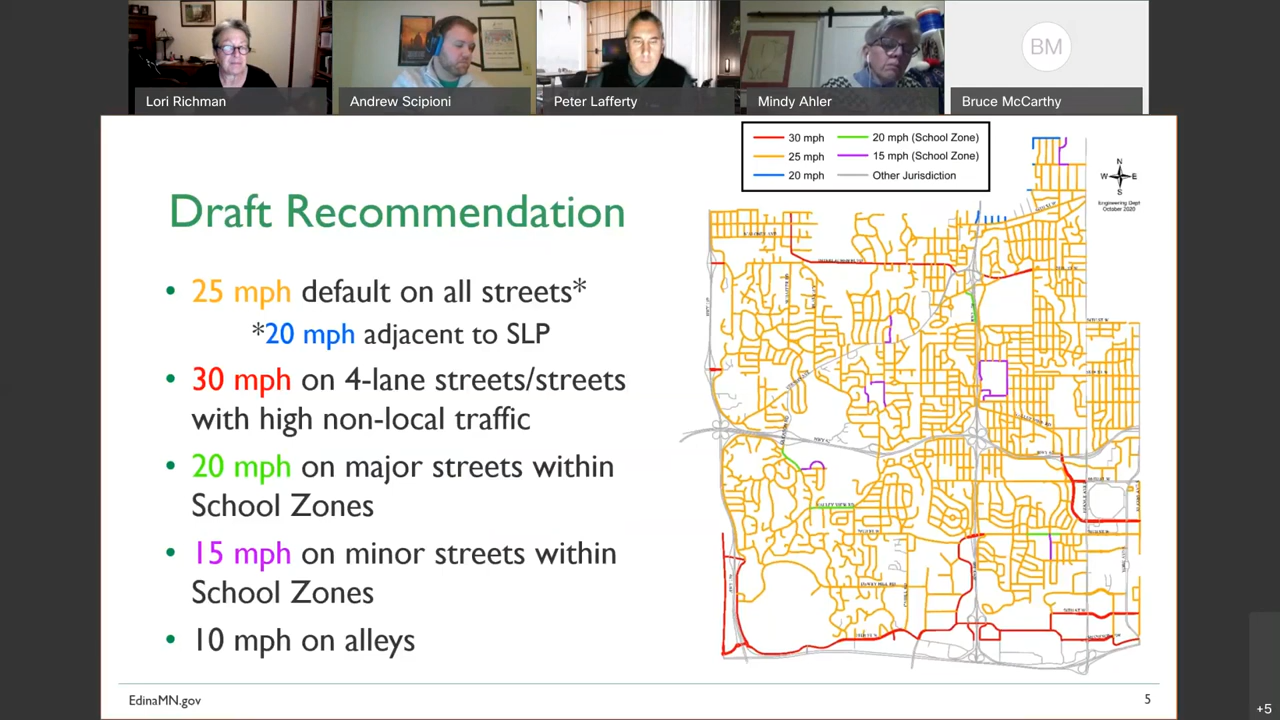 Lori Richman
Andrew Scipioni
Peter Lafferty
Mindy Ahler
BM
Bruce McCarthy
Draft Recommendation
• 25 mph default on all streets*
*20 mph adjacent to SLP
• 30 mph on 4-lane streets/streets
with high non-local traffic
• 20 mph on major streets within
School Zones
• 15 mph on minor streets within
School Zones
• 10 mph on alleys
30 mph
20 mph (School Zone)
25 mph
15 mph (School Zone)
20 mph
Other Jurisdiction
N
W E
S
Engineering Dept
October 2020
EdinaMN.gov
5
+5